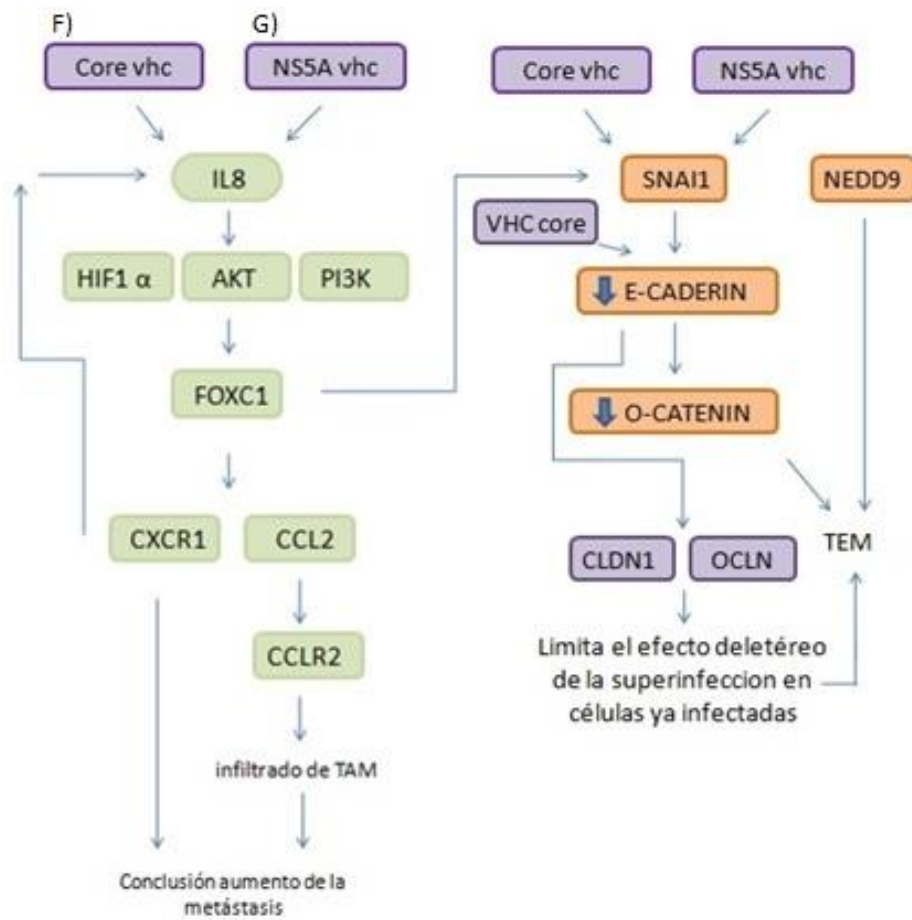 F)
G)
Core vhc
NS5A vhc
IL8
HIF1 α
AKT
PI3K
FOXC1
CXCR1
CCL2
CCLR2
infiltrado de TAM
Conclusión aumento de la
metástasis
Core vhc
NS5A vhc
SNAI1
NEDD9
VHC core
E-CADERIN
O-CATENIN
CLDN1
OCLN
TEM
Limita el efecto deletéreo
de la superinfeccion en
células ya infectadas